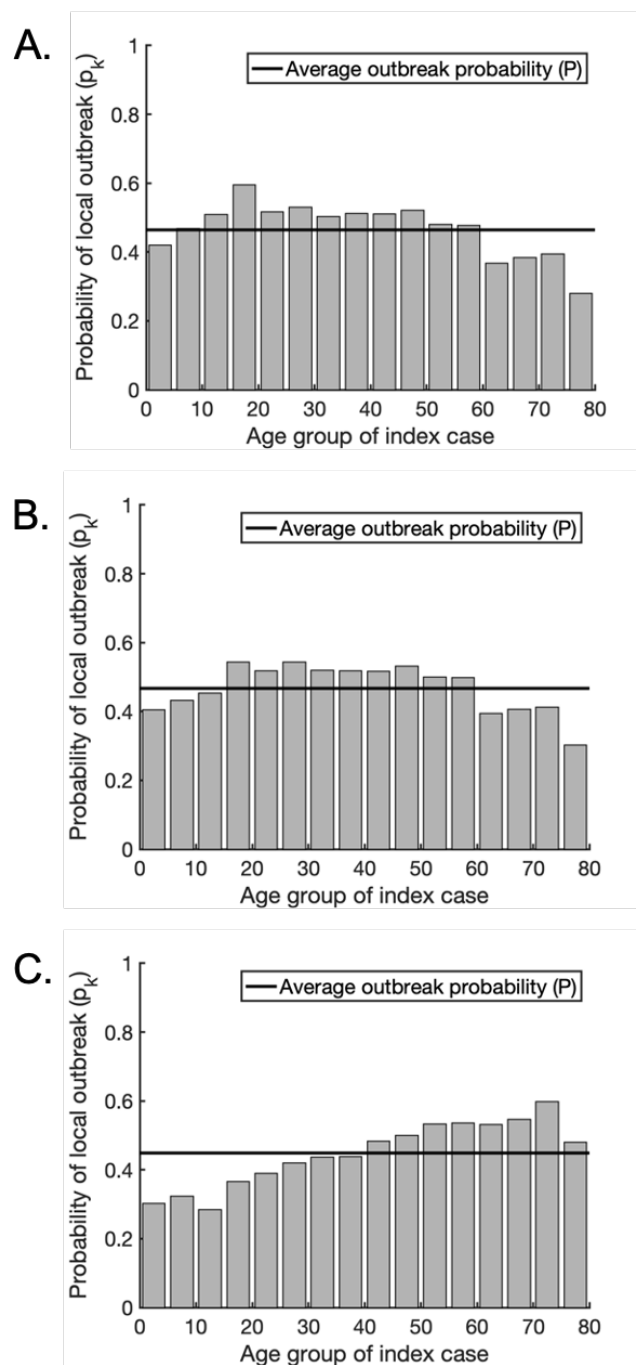 A.
Probability of local outbreak (pk)
1
0.8
0.6
0.4
0.2
0
Average outbreak probability (P)
0 10 20 30 40 50 60 70 80
Age group of index case
B.
Probability of local outbreak (pk)
1
0.8
0.6
0.4
0.2
0
Average outbreak probability (P)
0 10 20 30 40 50 60 70 80
Age group of index case
C.
Probability of local outbreak (pk)
1
0.8
0.6
0.4
0.2
0
Average outbreak probability (P)
0 10 20 30 40 50 60 70 80
Age group of index case